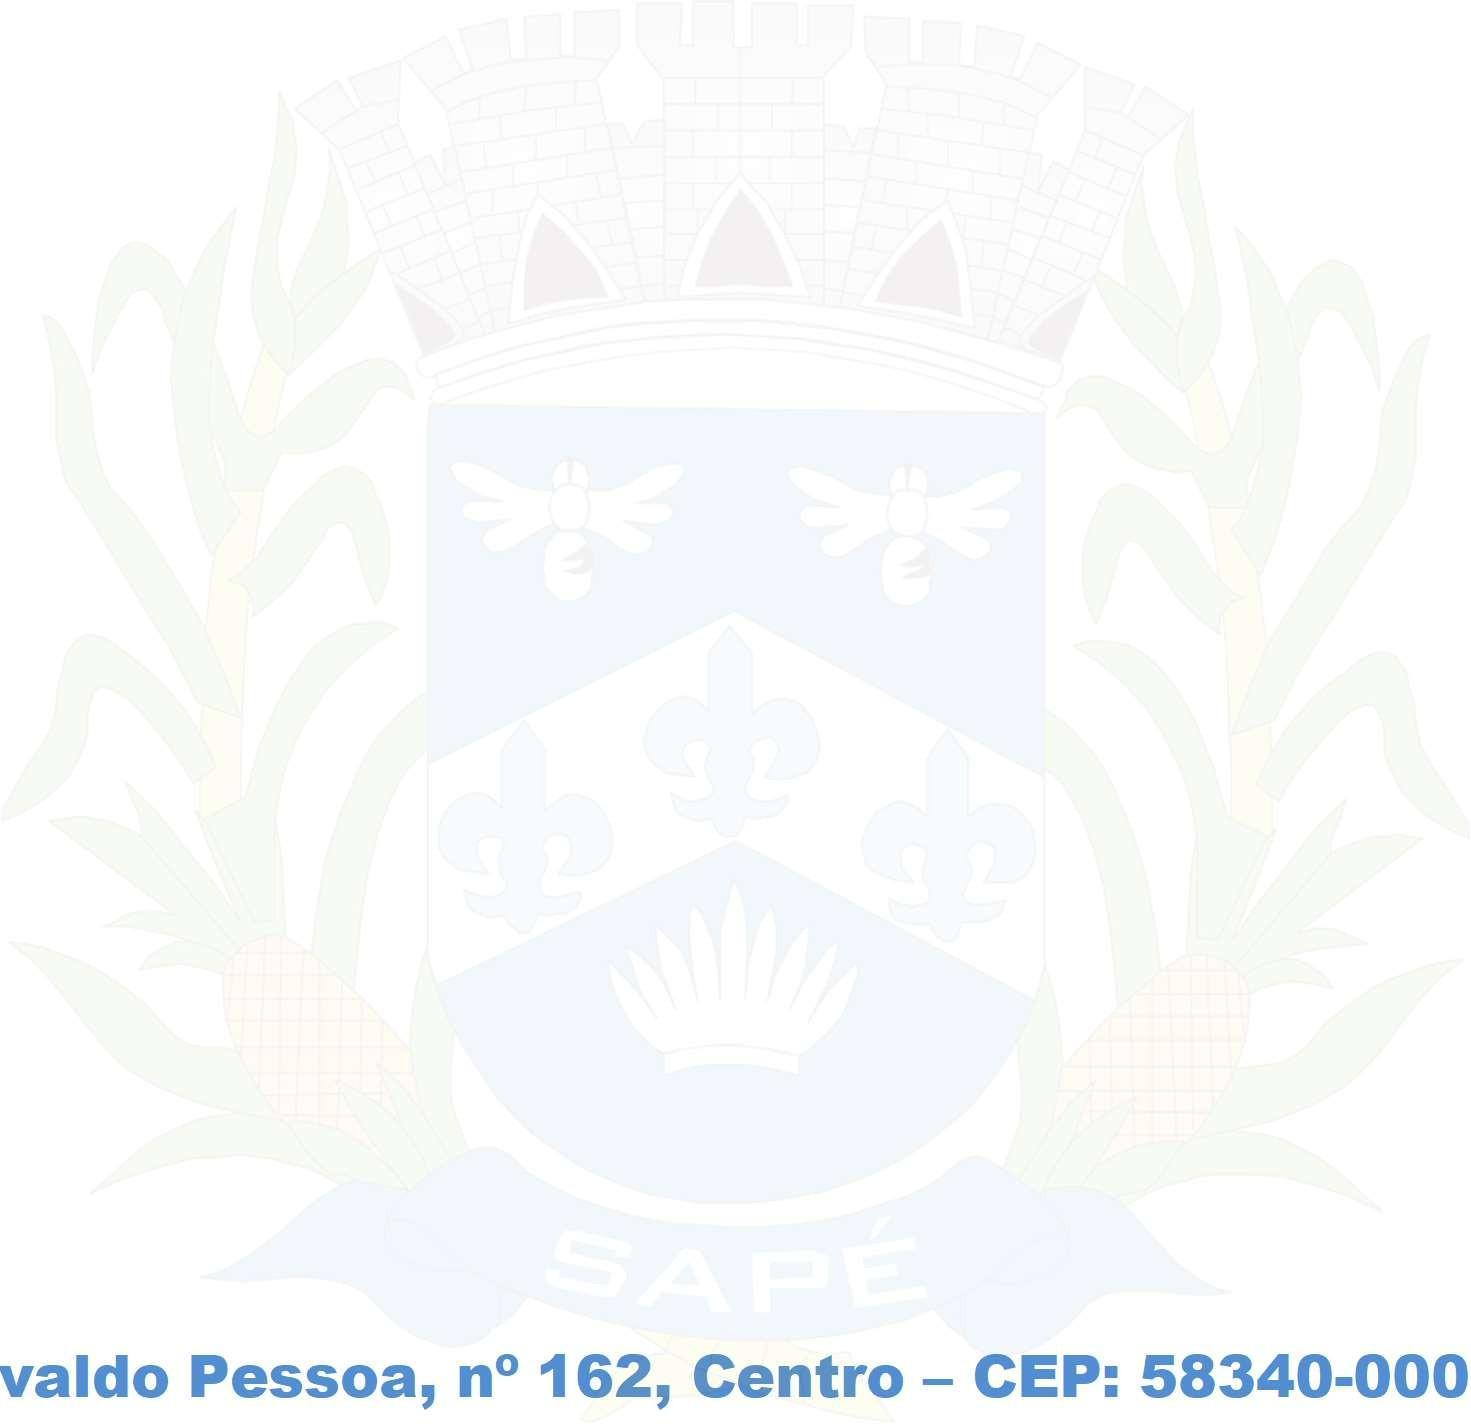 SAPÉ
valdo Pessoa, nº 162, Centro – CEP: 58340-000